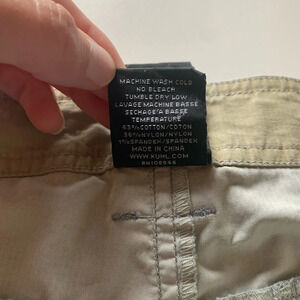 MACHINE WASH COLD
NO BLEACH
TUMBLE DRY LOW
LAVAGE MACHINE BASSE
SECHAGE'A BASSE
TEMPERATURE
63%COTTON/COTON
36%NYLON/NYLON
1%SPANDEX/SPANDEX
MADE IN CHINA
WWW.KUHL.COM